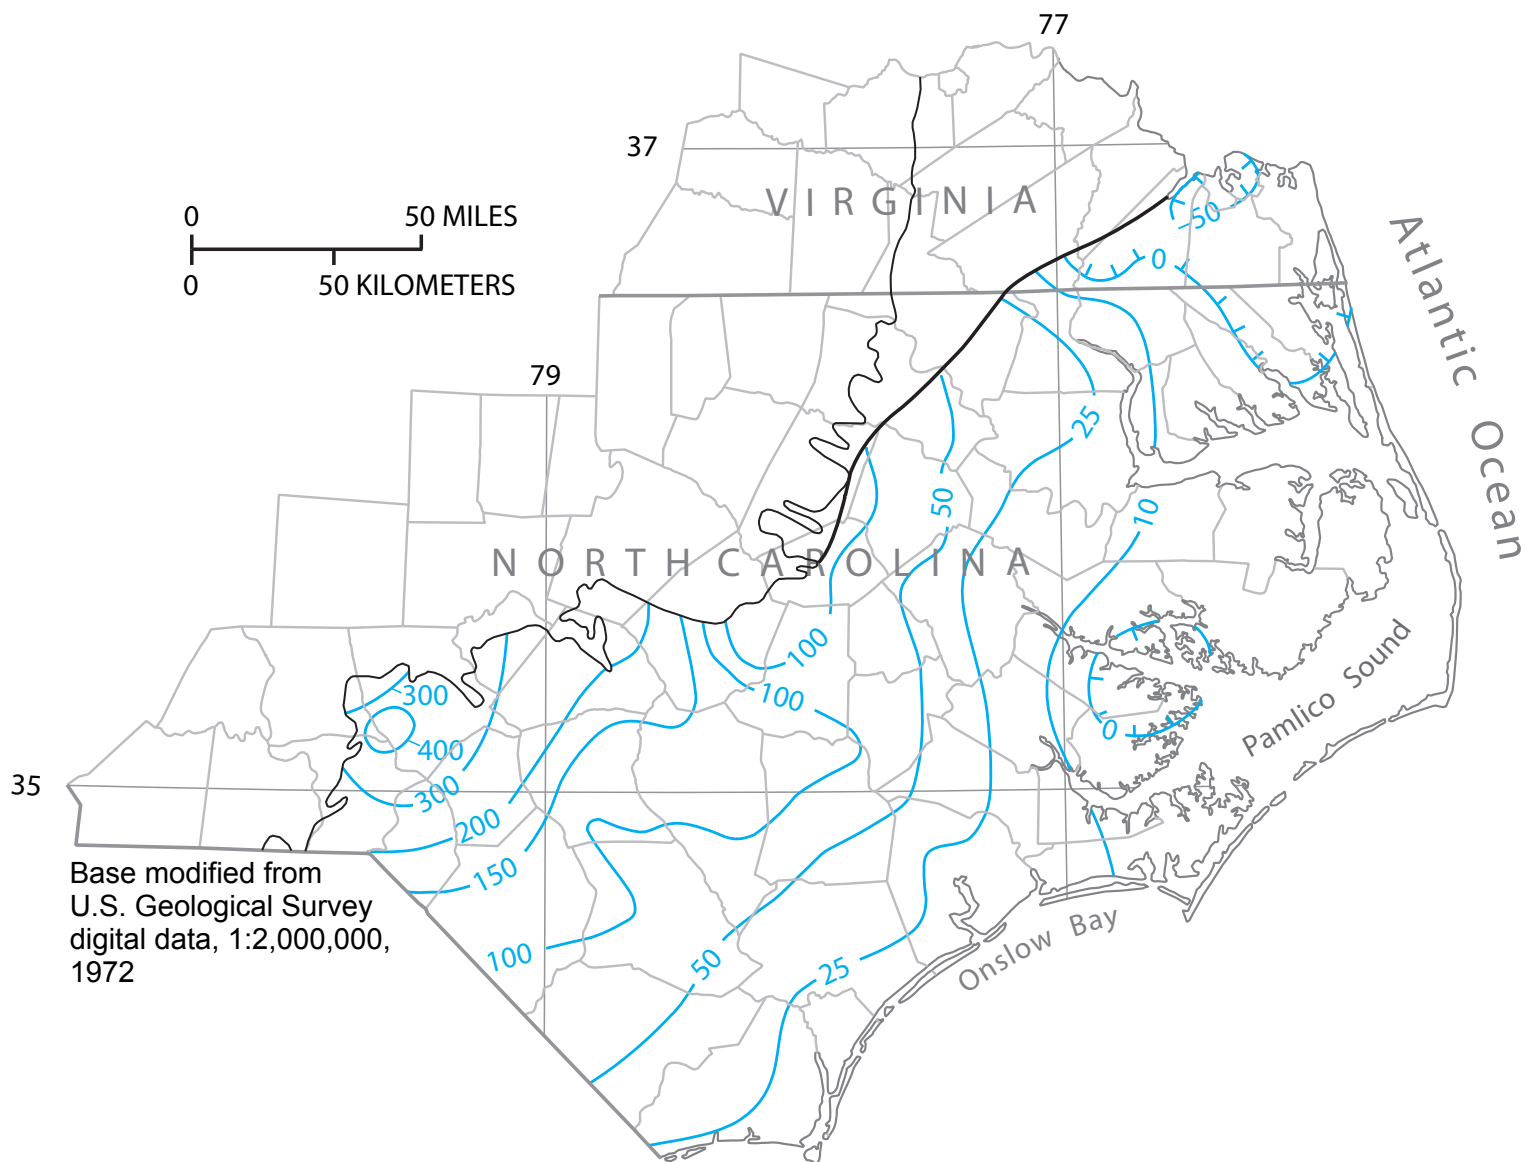 77
37
VIRGINIA
0 50 MILES
0 50 KILOMETERS
–50
0
Atlantic Ocean
79
25
50
10
NORTH CAROLINA
100
300
100
Pamlico Sound
0
400
35
300
200
150
Base modified from
U.S. Geological Survey
digital data, 1:2,000,000,
1972
100
50
25
Onslow Bay